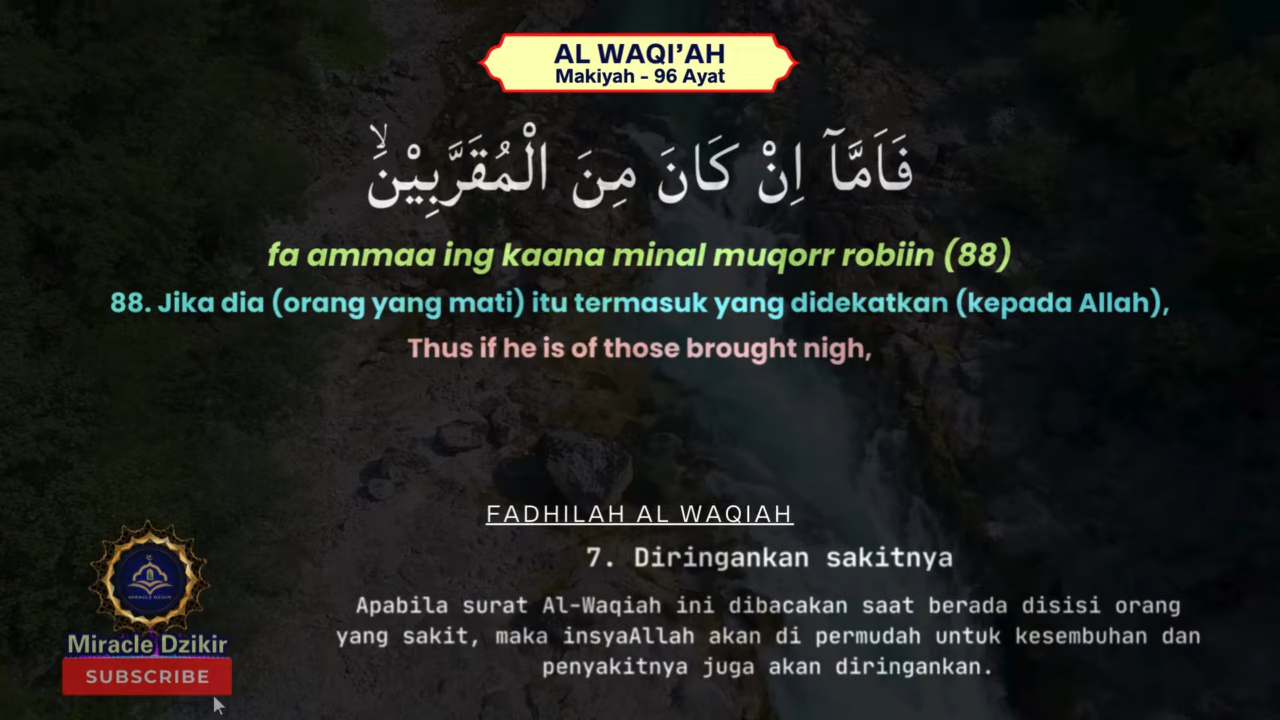 AL WAQI’AH
Makiyah - 96 Ayat
فَاَمَّآ اِنْ كَانَ مِنَ الْمُقَرَّبِيْنَۙ
fa ammaa ing kaana minal muqorr robiin (88)
88. Jika dia (orang yang mati) itu termasuk yang didekatkan (kepada Allah),
Thus if he is of those brought nigh,
FADHILAH AL WAQIAH
7. Diringankan sakitnya
Apabila surat Al-Waqiah ini dibacakan saat berada disisi orang
yang sakit, maka insyaAllah akan di permudah untuk kesembuhan dan
penyakitnya juga akan diringankan.
MIRACLE DZIKIR
Miracle Dzikir
SUBSCRIBE